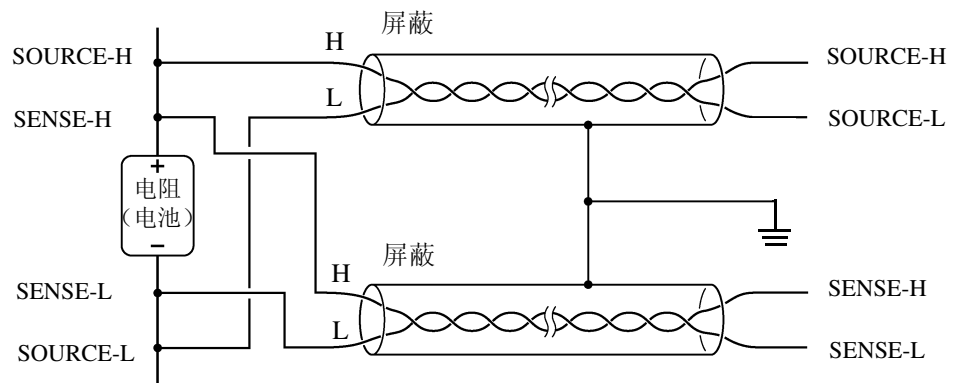 屏蔽
SOURCE-H
H
SOURCE-H
SENSE-H
L
SOURCE-L
+
电阻
（电池）
−
屏蔽
SENSE-L
H
SENSE-H
SOURCE-L
L
SENSE-L